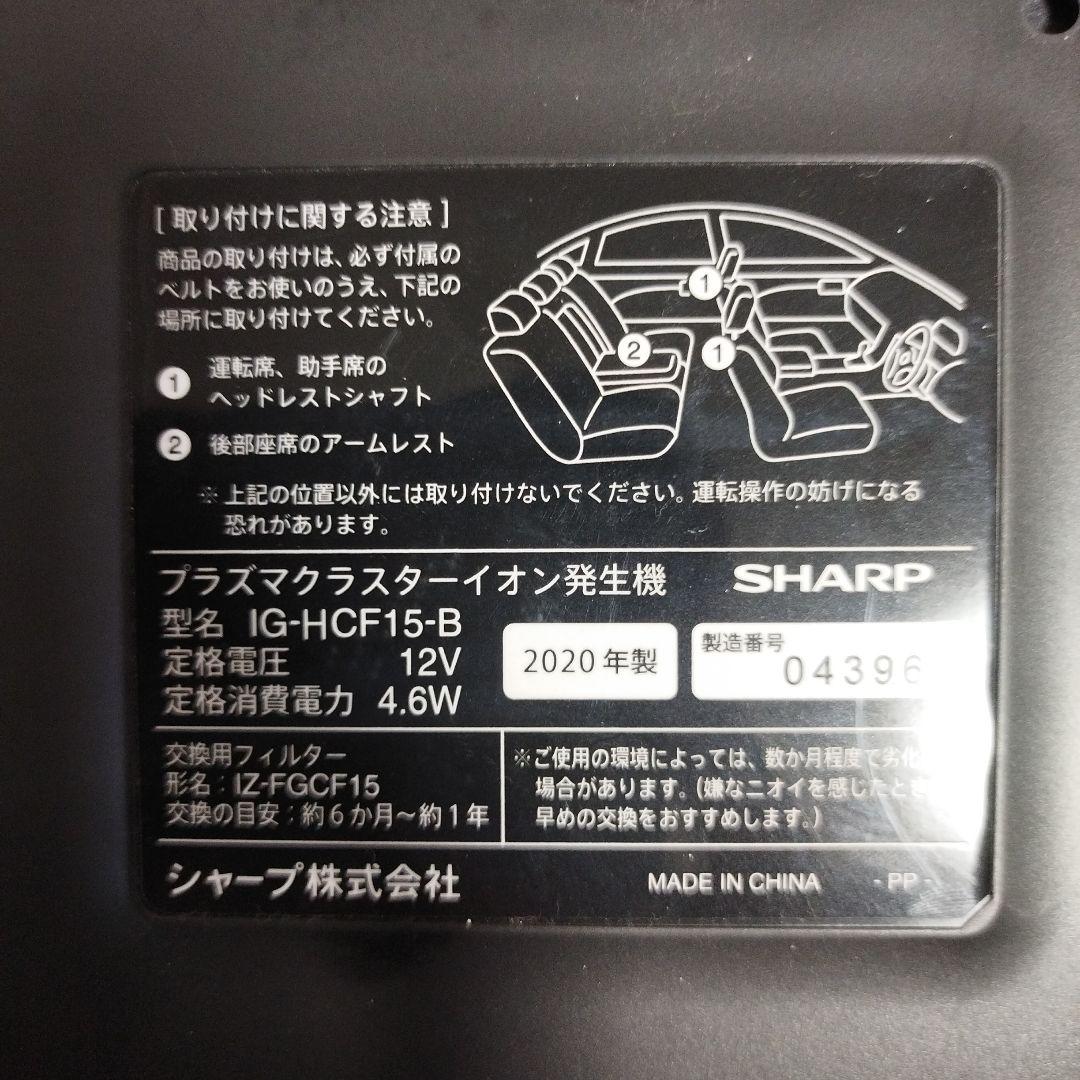 [ 取り付けに関する注意 ]
商品の取り付けは、必ず付属の
ベルトをお使いのうえ、下記の
場所に取り付けてください。
① 運転席、助手席の
ヘッドレストシャフト
② 後部座席のアームレスト
※上記の位置以外には取り付けないでください。運転操作の妨げになる
恐れがあります。
① 
①
②
プラズマクラスターイオン発生機 SHARP
型名 IG-HCF15-B
定格電圧 12V
定格消費電力 4.6W
2020年製
製造番号
04396
交換用フィルター
形名:IZ-FGCF15
交換の目安:約6か月～約1年
※ご使用の環境によっては、数か月程度で劣化
場合があります。(嫌なニオイを感じたとき
早めの交換をおすすめします。)
シャープ株式会社 MADE IN CHINA - PP -